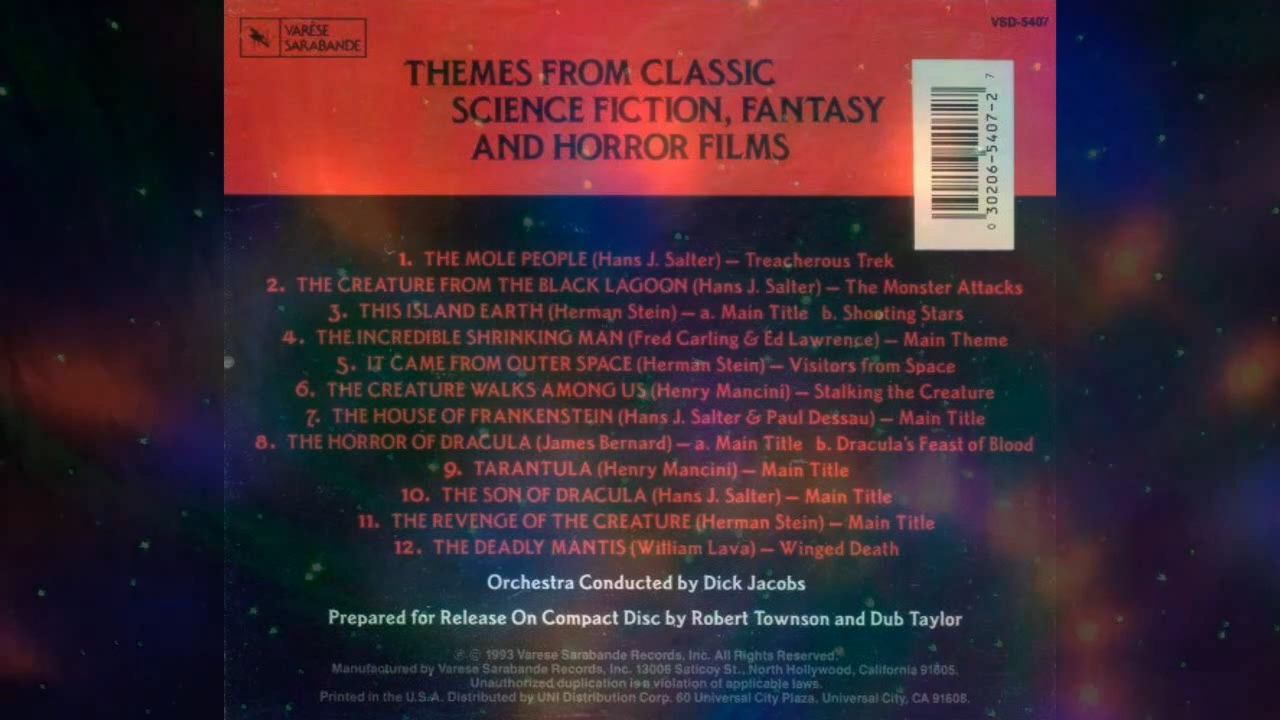 VARÈSE
SARABANDE
VSD-5407
THEMES FROM CLASSIC
SCIENCE FICTION, FANTASY
AND HORROR FILMS
0 30206-5407-2 7
1. THE MOLE PEOPLE (Hans J. Salter) – Treacherous Trek
2. THE CREATURE FROM THE BLACK LAGOON (Hans J. Salter) – The Monster Attacks
3. THIS ISLAND EARTH (Herman Stein) – a. Main Title b. Shooting Stars
4. THE INCREDIBLE SHRINKING MAN (Fred Carling & Ed Lawrence) – Main Theme
5. IT CAME FROM OUTER SPACE (Herman Stein) – Visitors from Space
6. THE CREATURE WALKS AMONG US (Henry Mancini) – Stalking the Creature
7. THE HOUSE OF FRANKENSTEIN (Hans J. Salter & Paul Dessau) – Main Title
8. THE HORROR OF DRACULA (James Bernard) – a. Main Title b. Dracula's Feast of Blood
9. TARANTULA (Henry Mancini) – Main Title
10. THE SON OF DRACULA (Hans J. Salter) – Main Title
11. THE REVENGE OF THE CREATURE (Herman Stein) – Main Title
12. THE DEADLY MANTIS (William Lava) – Winged Death
Orchestra Conducted by Dick Jacobs
Prepared for Release On Compact Disc by Robert Townson and Dub Taylor
℗ © 1993 Varese Sarabande Records, Inc. All Rights Reserved.
Manufactured by Varese Sarabande Records, Inc. 13006 Saticoy St., North Hollywood, California 91605.
Unauthorized duplication is a violation of applicable laws.
Printed in the U.S.A. Distributed by UNI Distribution Corp. 60 Universal City Plaza, Universal City, CA 91608.